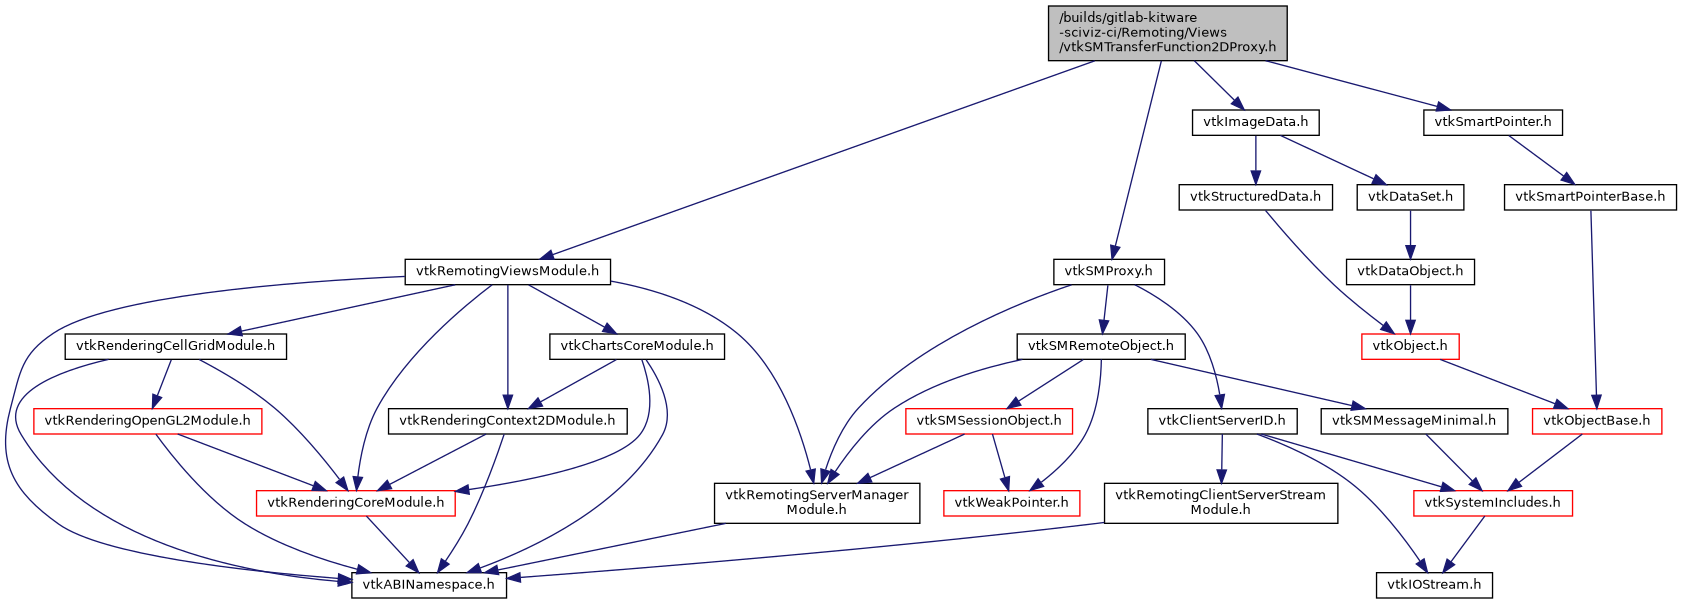 /builds/gitlab-kitware
-sciviz-ci/Remoting/Views
/vtkSMTransferFunction2DProxy.h
vtkImageData.h
vtkSmartPointer.h
vtkStructuredData.h
vtkDataSet.h
vtkSmartPointerBase.h
vtkRemotingViewsModule.h
vtkSMProxy.h
vtkDataObject.h
vtkRenderingCellGridModule.h
vtkChartsCoreModule.h
vtkSMRemoteObject.h
vtkObject.h
vtkRenderingOpenGL2Module.h
vtkRenderingContext2DModule.h
vtkSMSessionObject.h
vtkClientServerID.h
vtkSMMessageMinimal.h
vtkObjectBase.h
vtkRenderingCoreModule.h
vtkRemotingServerManager
Module.h
vtkWeakPointer.h
vtkRemotingClientServerStream
Module.h
vtkSystemIncludes.h
vtkABINamespace.h
vtkIOStream.h